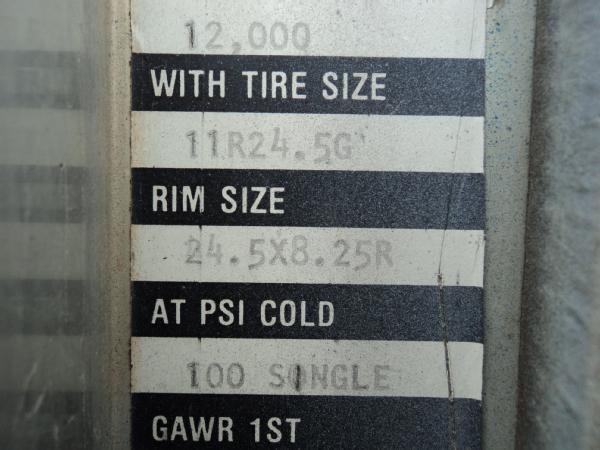 12,000
WITH TIRE SIZE
11R24.5G
RIM SIZE
24.5X8.25R
AT PSI COLD
100 SINGLE
GAWR 1ST